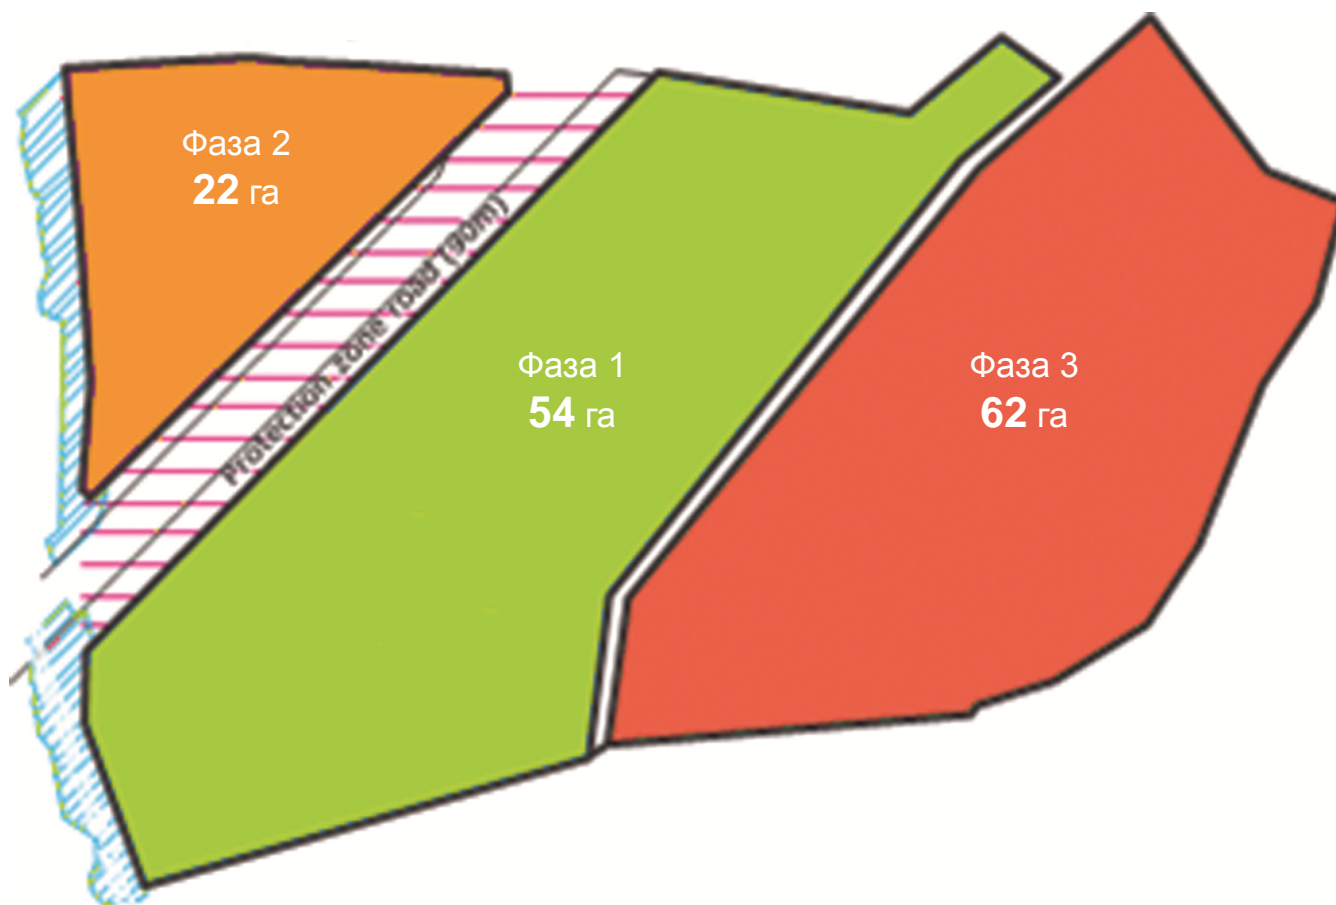 Фаза 2
22 га
Protection zone road (90m)
Фаза 1
54 га
Фаза 3
62 га